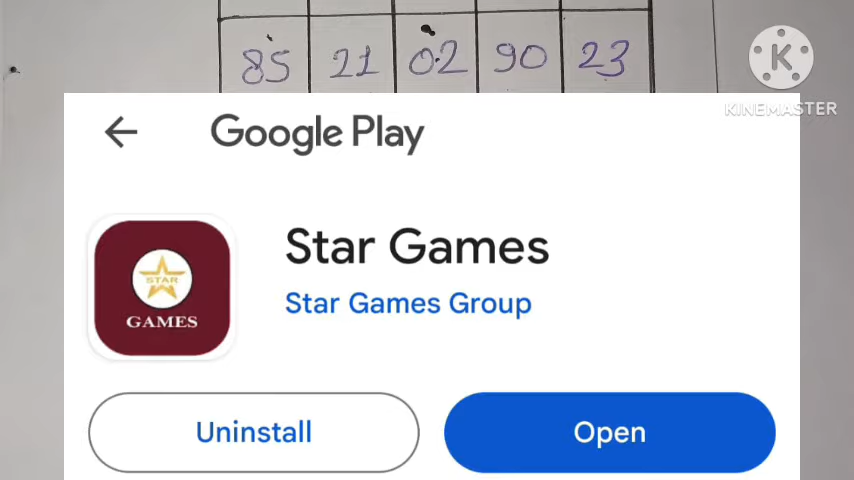 85 21 02 90 23
KINEMASTER
Google Play
Star Games
STAR
GAMES
Star Games Group
Uninstall Open